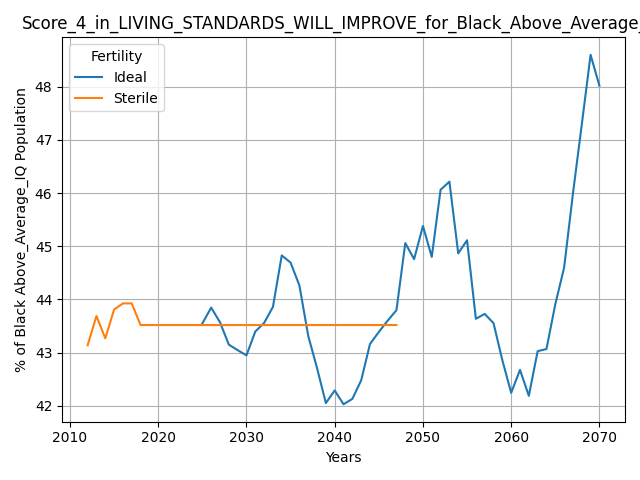 Score_4_in_LIVING_STANDARDS_WILL_IMPROVE_for_Black_Above_Average_
Fertility
Ideal
Sterile
% of Black Above_Average_IQ Population
48
47
46
45
44
43
42
2010 2020 2030 2040 2050 2060 2070
Years